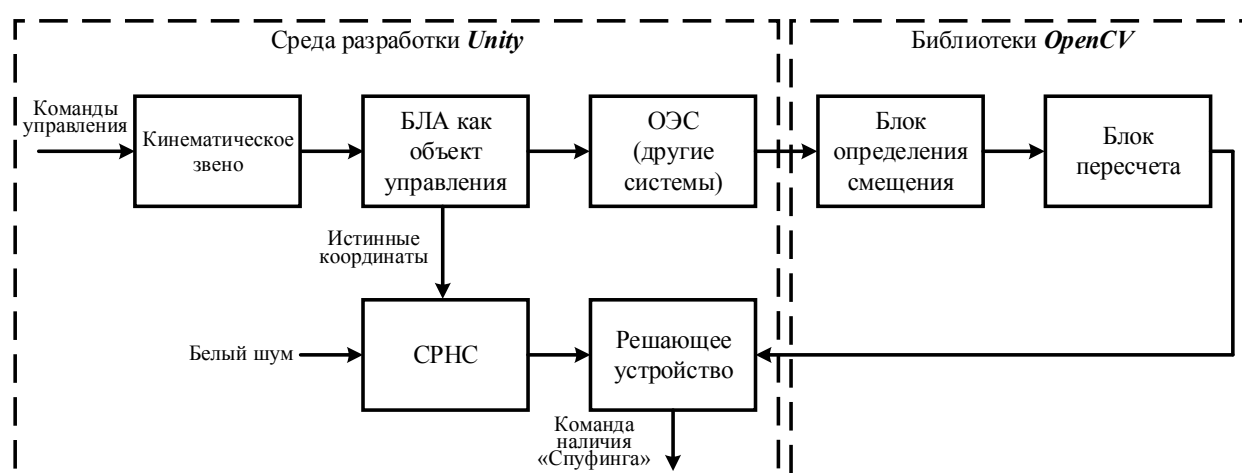 Среда разработки Unity
Библиотеки OpenCV
Команды
управления
Кинематическое
звено
БЛА как
объект
управления
ОЭС
(другие
системы)
Блок
определения
смещения
Блок
пересчета
Истинные
координаты
Белый шум
СРНС
Решающее
устройство
Команда
наличия
«Спуфинга»